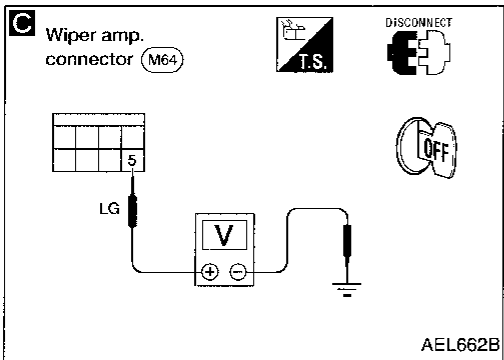 C
Wiper amp.
connector (M64)
T.S.
DISCONNECT
OFF
5
LG
V
+ −
AEL662B